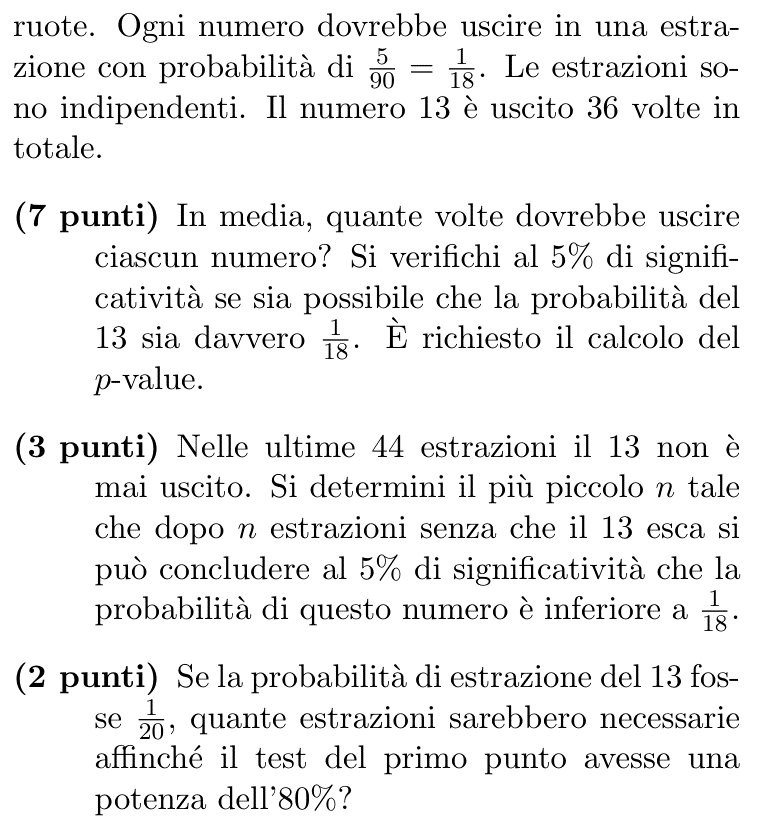 ruote. Ogni numero dovrebbe uscire in una estra-
zione con probabilità di 5/90 = 1/18. Le estrazioni so-
no indipendenti. Il numero 13 è uscito 36 volte in
totale.
(7 punti) In media, quante volte dovrebbe uscire
ciascun numero? Si verifichi al 5% di signifi-
catività se sia possibile che la probabilità del
13 sia davvero 1/18. È richiesto il calcolo del
p-value.
(3 punti) Nelle ultime 44 estrazioni il 13 non è
mai uscito. Si determini il più piccolo n tale
che dopo n estrazioni senza che il 13 esca si
può concludere al 5% di significatività che la
probabilità di questo numero è inferiore a 1/18.
(2 punti) Se la probabilità di estrazione del 13 fos-
se 1/20, quante estrazioni sarebbero necessarie
affinché il test del primo punto avesse una
potenza dell'80%?